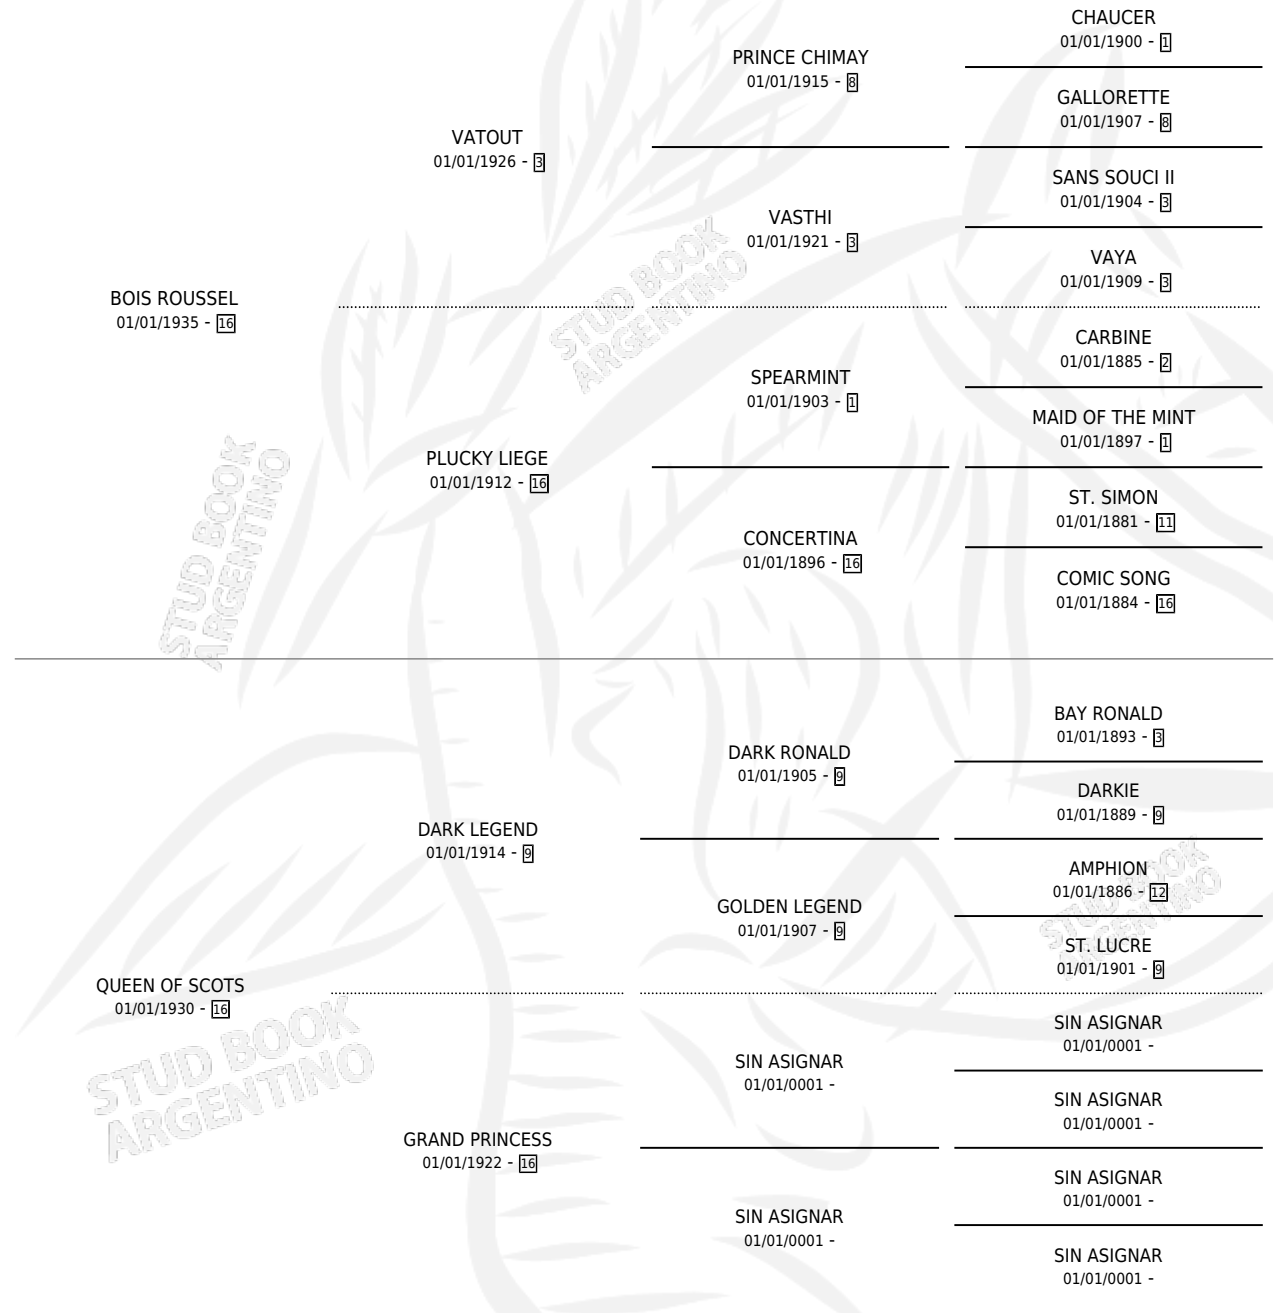 CHAUCER
01/01/1900 - 1
PRINCE CHIMAY
01/01/1915 - 8
GALLORETTE
01/01/1907 - 8
VATOUT
01/01/1926 - 3
SANS SOUCI II
01/01/1904 - 3
VASTHI
01/01/1921 - 3
VAYA
01/01/1909 - 3
BOIS ROUSSEL
01/01/1935 - 16
CARBINE
01/01/1885 - 2
SPEARMINT
01/01/1903 - 1
MAID OF THE MINT
01/01/1897 - 1
PLUCKY LIEGE
01/01/1912 - 16
ST. SIMON
01/01/1881 - 11
CONCERTINA
01/01/1896 - 16
COMIC SONG
01/01/1884 - 16
BAY RONALD
01/01/1893 - 3
DARK RONALD
01/01/1905 - 9
DARKIE
01/01/1889 - 9
DARK LEGEND
01/01/1914 - 9
AMPHION
01/01/1886 - 12
GOLDEN LEGEND
01/01/1907 - 9
ST. LUCRE
01/01/1901 - 9
QUEEN OF SCOTS
01/01/1930 - 16
SIN ASIGNAR
01/01/0001 -
SIN ASIGNAR
01/01/0001 -
SIN ASIGNAR
01/01/0001 -
GRAND PRINCESS
01/01/1922 - 16
SIN ASIGNAR
01/01/0001 -
SIN ASIGNAR
01/01/0001 -
SIN ASIGNAR
01/01/0001 -
STUD BOOK
ARGENTINO
STUD BOOK
ARGENTINO
STUD BOOK
ARGENTINO
STUD BOOK
ARGENTINO